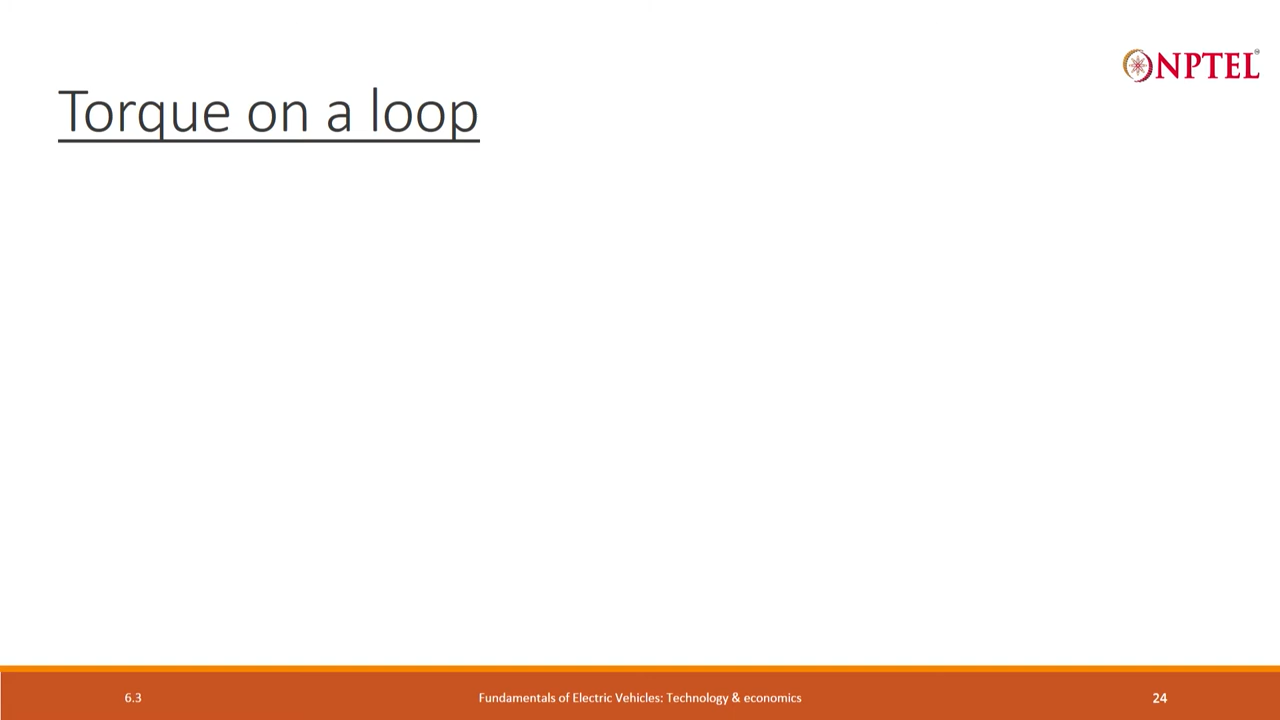 NPTEL
Torque on a loop
6.3
Fundamentals of Electric Vehicles: Technology & economics
24